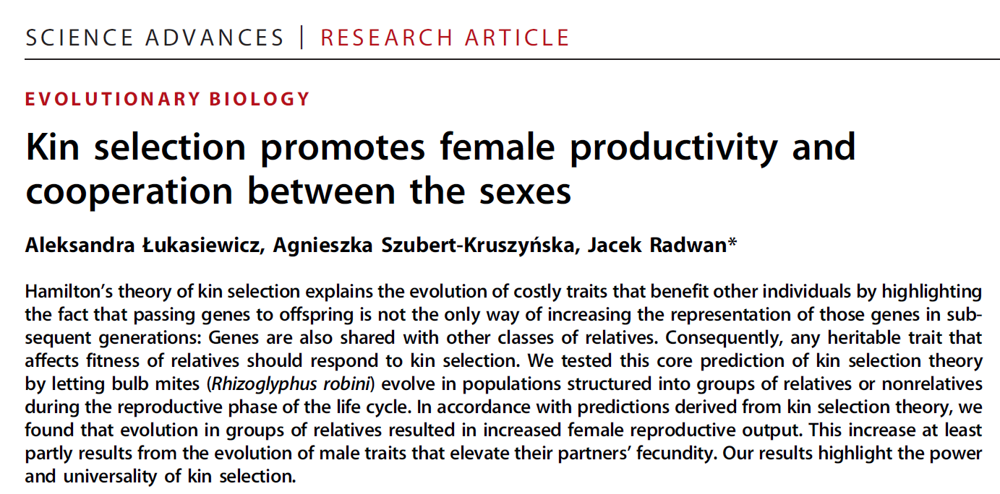 SCIENCE ADVANCES | RESEARCH ARTICLE
EVOLUTIONARY BIOLOGY
Kin selection promotes female productivity and
cooperation between the sexes
Aleksandra Łukasiewicz, Agnieszka Szubert-Kruszyńska, Jacek Radwan*
Hamilton’s theory of kin selection explains the evolution of costly traits that benefit other individuals by highlighting
the fact that passing genes to offspring is not the only way of increasing the representation of those genes in sub-
sequent generations: Genes are also shared with other classes of relatives. Consequently, any heritable trait that
affects fitness of relatives should respond to kin selection. We tested this core prediction of kin selection theory
by letting bulb mites (Rhizoglyphus robini) evolve in populations structured into groups of relatives or nonrelatives
during the reproductive phase of the life cycle. In accordance with predictions derived from kin selection theory, we
found that evolution in groups of relatives resulted in increased female reproductive output. This increase at least
partly results from the evolution of male traits that elevate their partners’ fecundity. Our results highlight the power
and universality of kin selection.